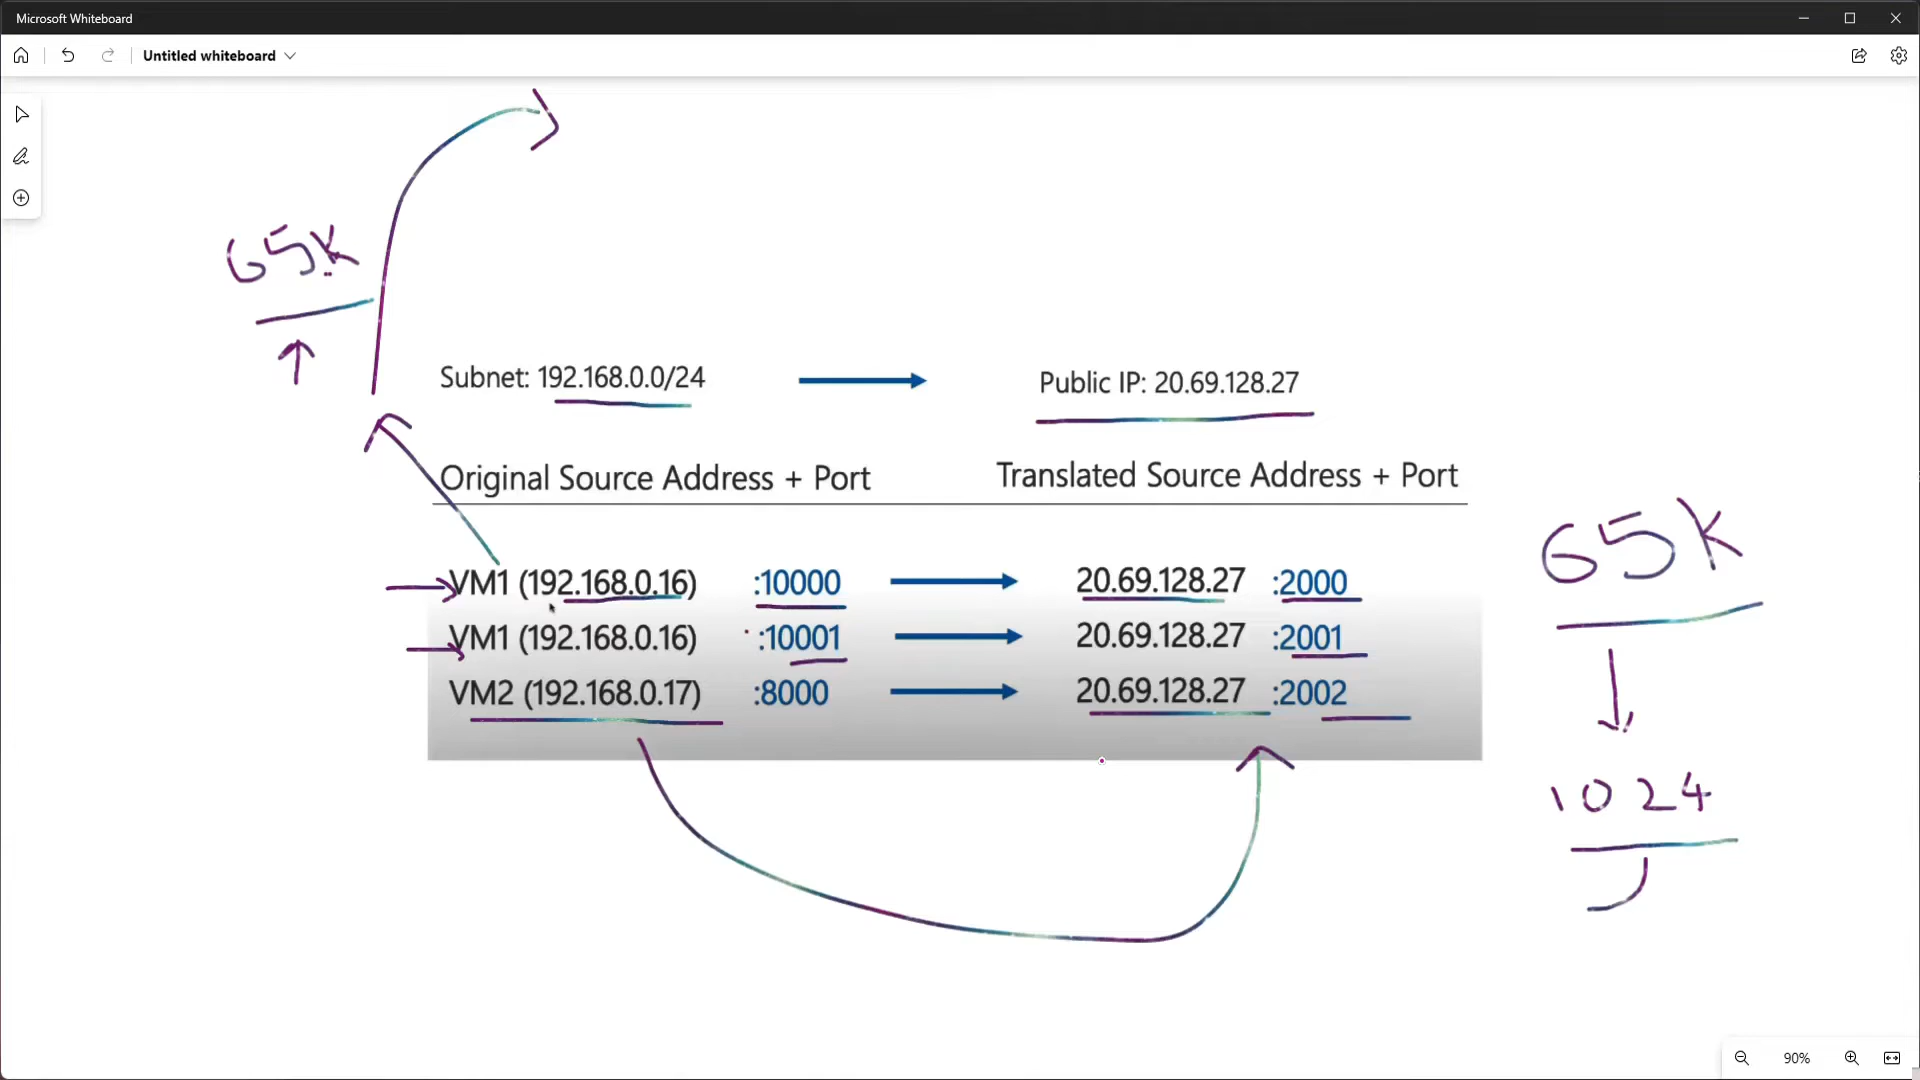 Microsoft Whiteboard
Untitled whiteboard
65K
Subnet: 192.168.0.0/24
Public IP: 20.69.128.27
Original Source Address + Port
Translated Source Address + Port
VM1 (192.168.0.16) :10000 20.69.128.27 :2000
VM1 (192.168.0.16) :10001 20.69.128.27 :2001
VM2 (192.168.0.17) :8000 20.69.128.27 :2002
65K
1024
90%